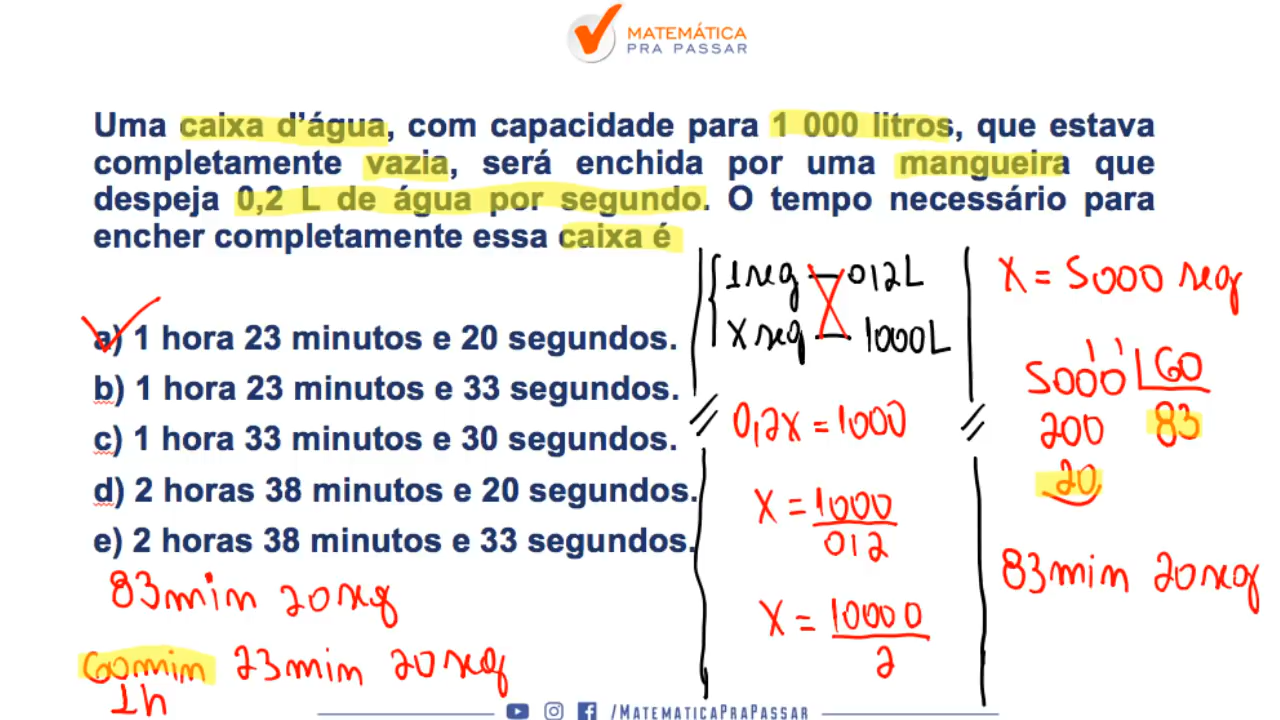 MATEMÁTICA
PRA PASSAR
Uma caixa d'água, com capacidade para 1 000 litros, que estava
completamente vazia, será enchida por uma mangueira que
despeja 0,2 L de água por segundo. O tempo necessário para
encher completamente essa caixa é
a) 1 hora 23 minutos e 20 segundos.
b) 1 hora 23 minutos e 33 segundos.
c) 1 hora 33 minutos e 30 segundos.
d) 2 horas 38 minutos e 20 segundos.
e) 2 horas 38 minutos e 33 segundos.
83min 20seg
60min 23min 20seg
1h
1seg — 0,2L
X seg — 1000L
0,2X = 1000
X = 1000
0,2
X = 10000
2
X = 5000 seg
5000 60
200 83
20
83min 20seg
/MATEMATICAPRAPASSAR